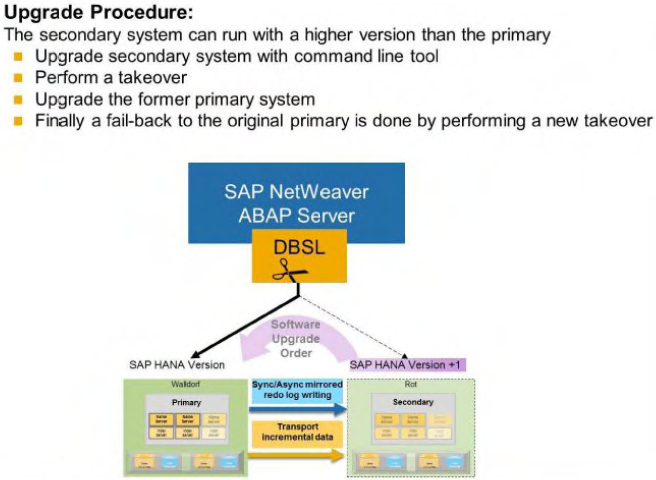 Upgrade Procedure:
The secondary system can run with a higher version than the primary
Upgrade secondary system with command line tool
Perform a takeover
Upgrade the former primary system
Finally a fail-back to the original primary is done by performing a new takeover
SAP NetWeaver
ABAP Server
DBSL
Software
Upgrade
Order
SAP HANA Version
SAP HANA Version +1
Walldorf
Primary
Sync/Async mirrored
redo log writing
Transport
incremental data
Rot
Secondary